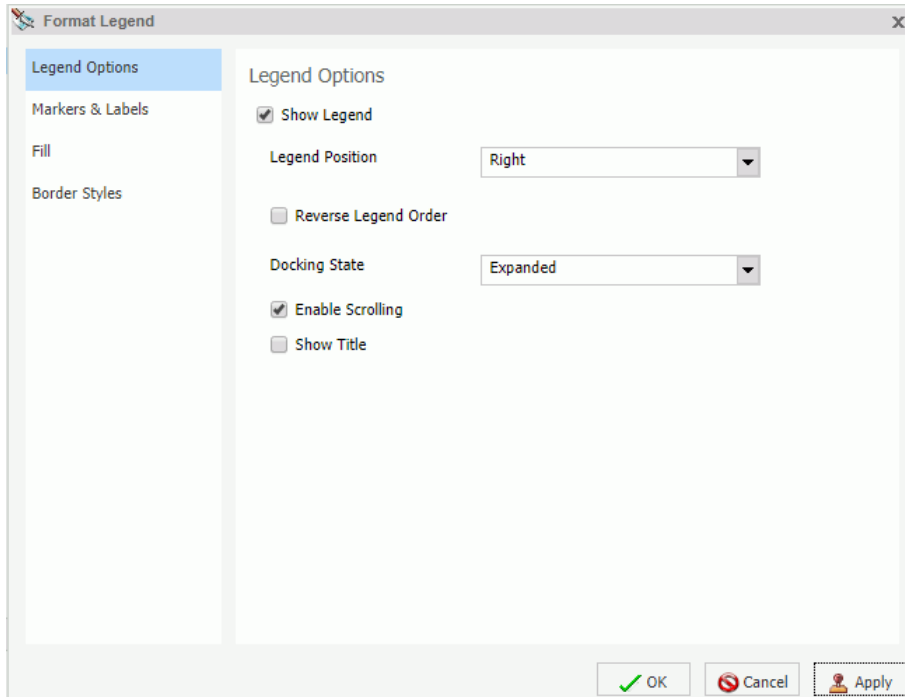 Format Legend
x
Legend Options
Markers & Labels
Fill
Border Styles
Legend Options
Show Legend
Legend Position Right
Reverse Legend Order
Docking State Expanded
Enable Scrolling
Show Title
OK Cancel Apply